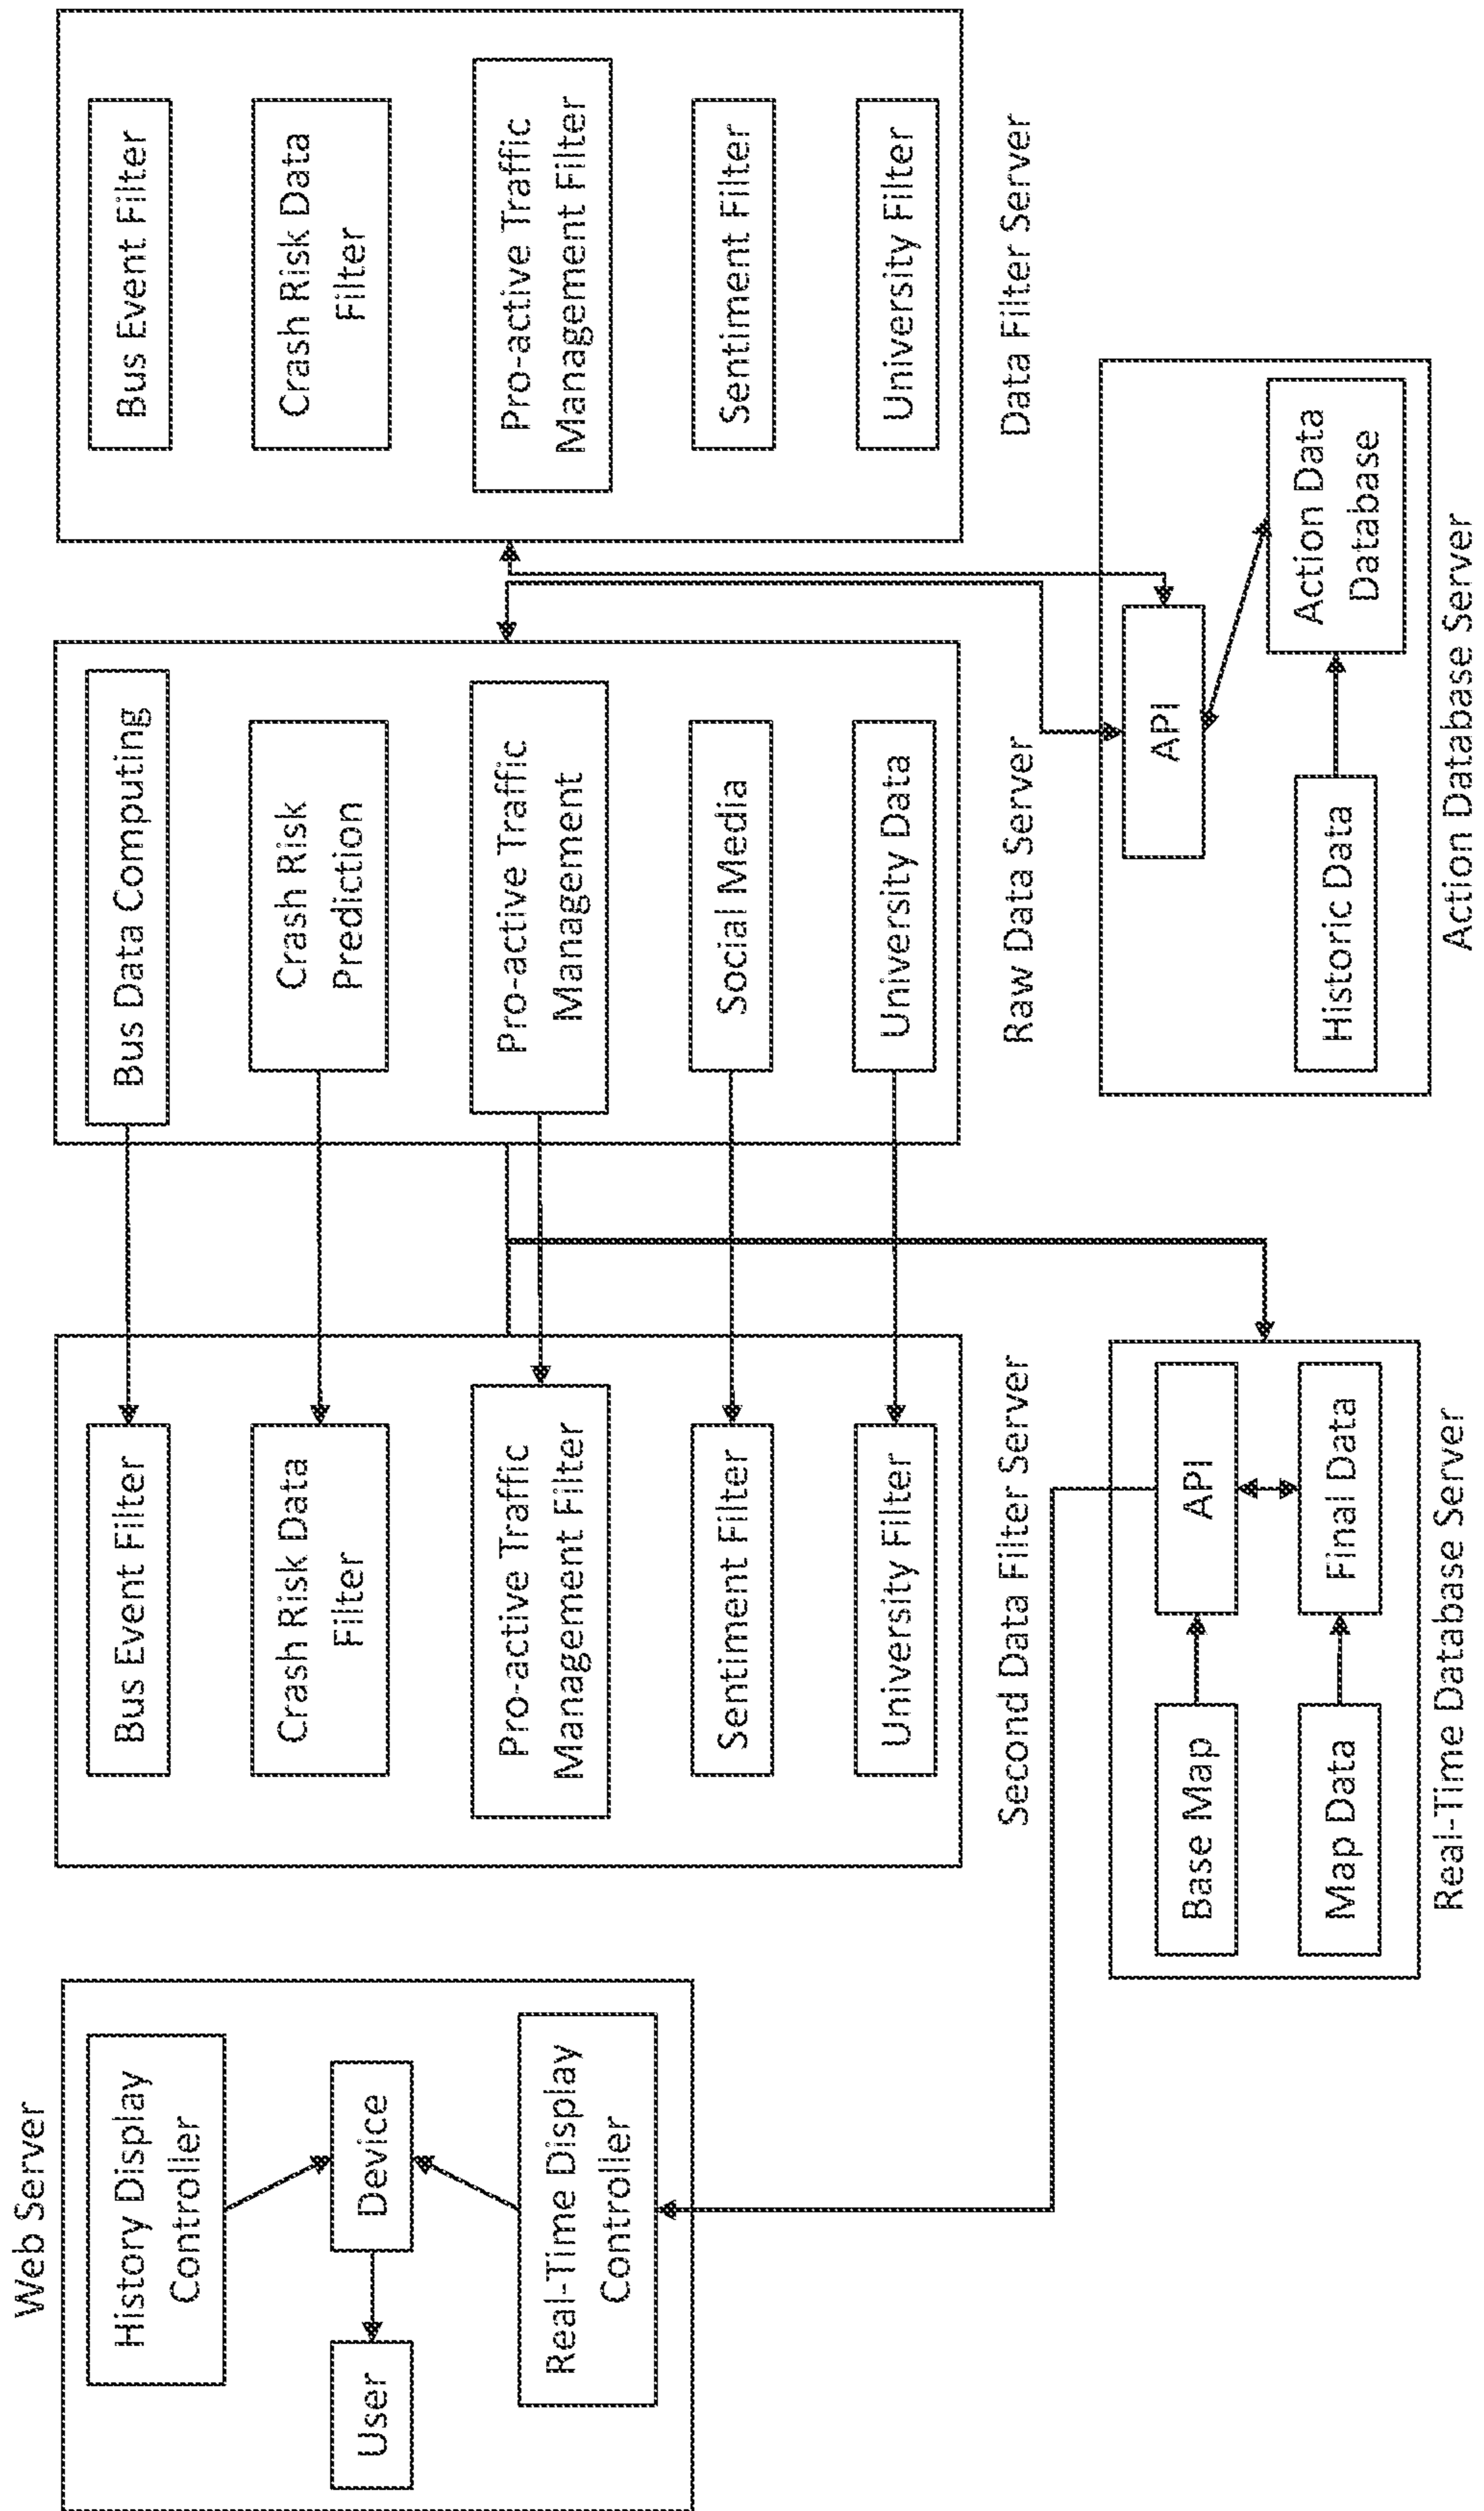 Web Server
History Display
Controller
Device
User
Real-Time Display
Controller
Bus Event Filter
Crash Risk Data
Filter
Pro-active Traffic
Management Filter
Sentiment Filter
University Filter
Second Data Filter Server
Bus Data Computing
Crash Risk
Prediction
Pro-active Traffic
Management
Social Media
University Data
Raw Data Server
Bus Event Filter
Crash Risk Data
Filter
Pro-active Traffic
Management Filter
Sentiment Filter
University Filter
Data Filter Server
Base Map
API
Map Data
Final Data
Real-Time Database Server
API
Historic Data
Action Data
Database
Action Database Server